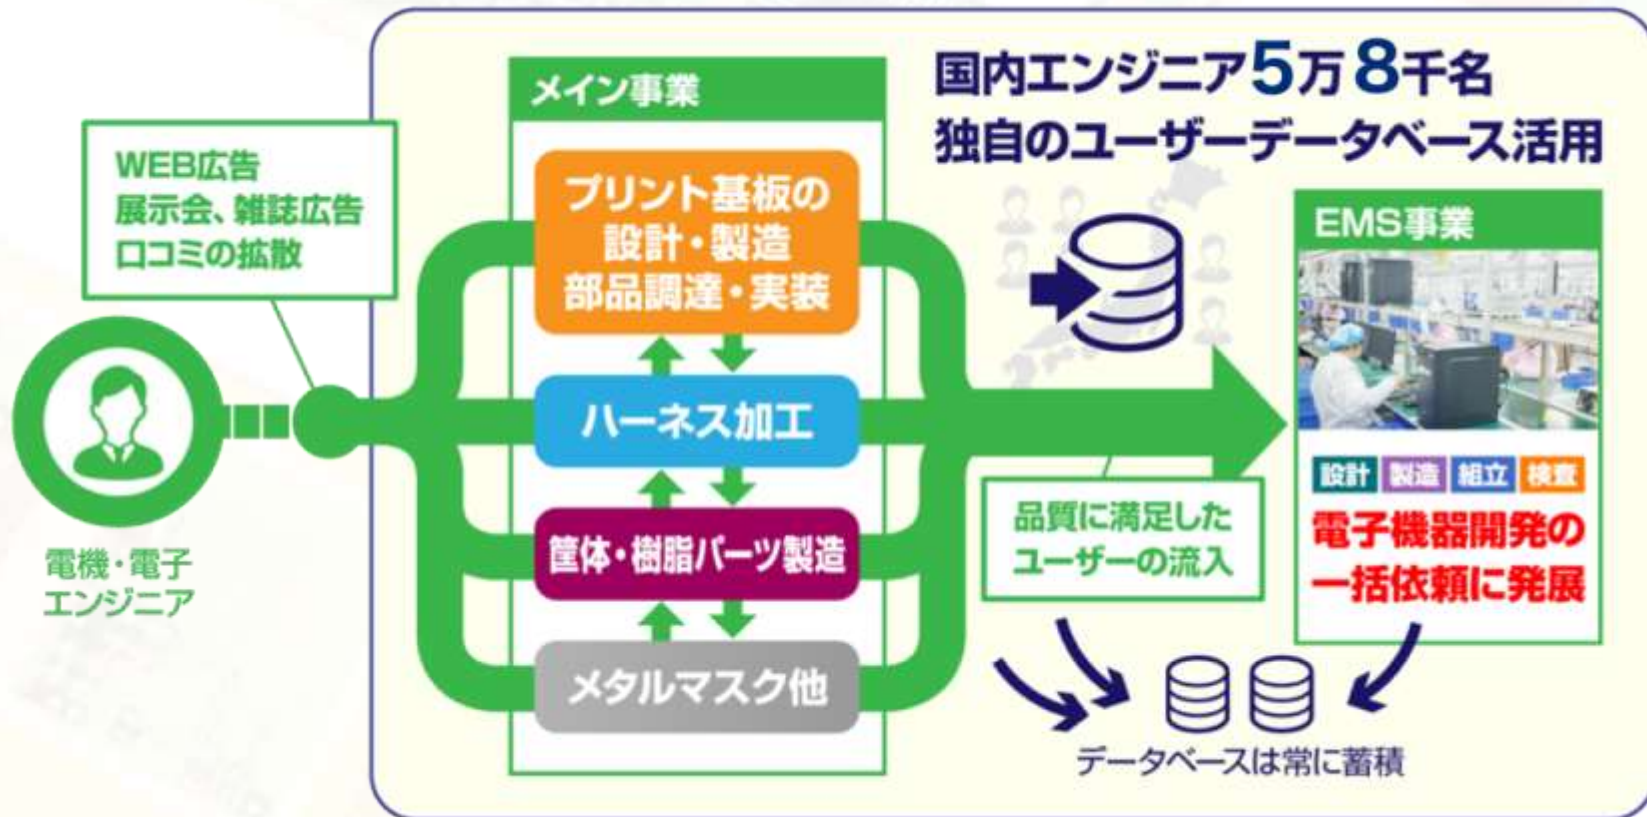 国内エンジニア5万8千名
独自のユーザーデータベース活用
メイン事業
WEB広告
展示会、雑誌広告
口コミの拡散
プリント基板の
設計・製造
部品調達・実装
ハーネス加工
筐体・樹脂パーツ製造
メタルマスク他
電機・電子
エンジニア
EMS事業
設計 製造 組立 検査
電子機器開発の
一括依頼に発展
品質に満足した
ユーザーの流入
データベースは常に蓄積